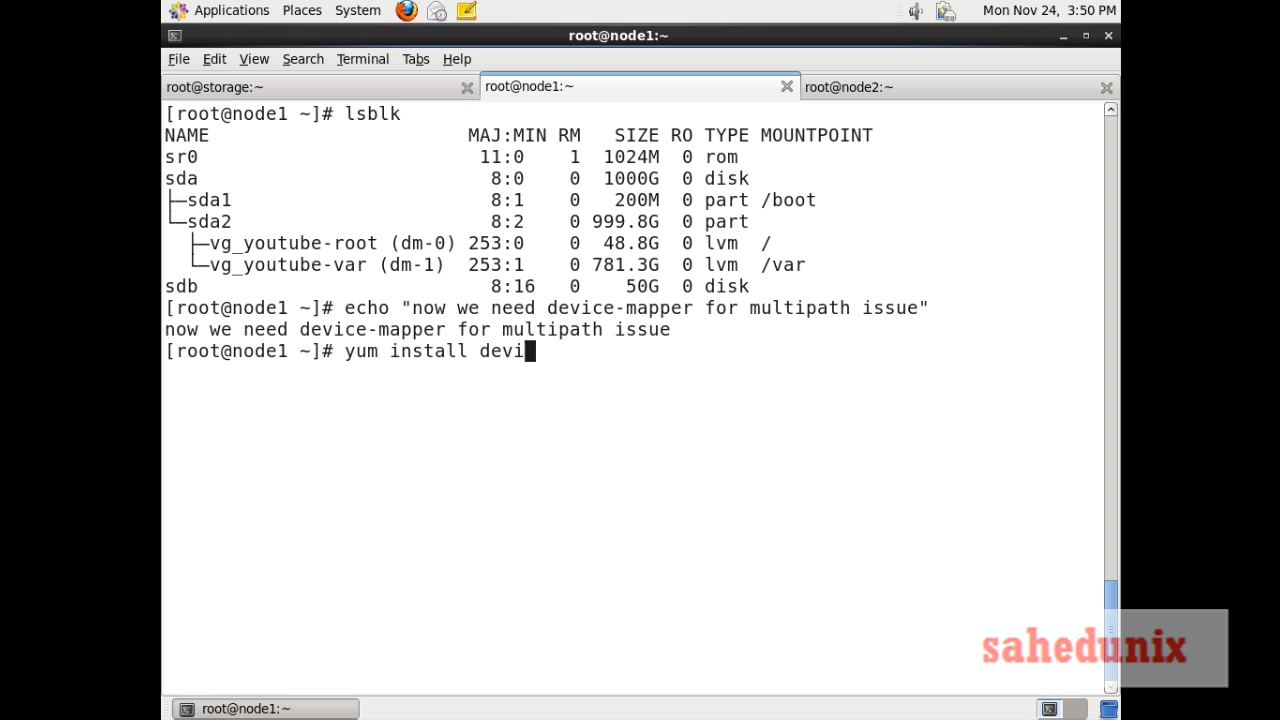 Applications Places System Mon Nov 24, 3:50 PM
root@node1:~
File Edit View Search Terminal Tabs Help
root@storage:~ root@node1:~ root@node2:~
[root@node1 ~]# lsblk
NAME MAJ:MIN RM SIZE RO TYPE MOUNTPOINT
sr0 11:0 1 1024M 0 rom
sda 8:0 0 1000G 0 disk
├─sda1 8:1 0 200M 0 part /boot
└─sda2 8:2 0 999.8G 0 part
├─vg_youtube-root (dm-0) 253:0 0 48.8G 0 lvm /
└─vg_youtube-var (dm-1) 253:1 0 781.3G 0 lvm /var
sdb 8:16 0 50G 0 disk
[root@node1 ~]# echo "now we need device-mapper for multipath issue"
now we need device-mapper for multipath issue
[root@node1 ~]# yum install devi
sahedunix
root@node1:~